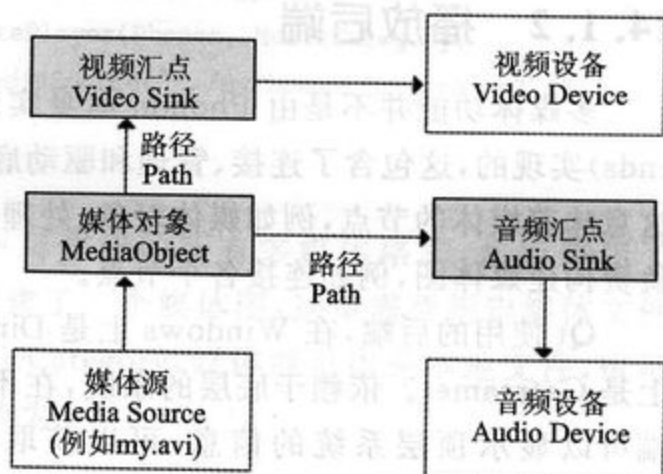 视频汇点
Video Sink
视频设备
Video Device
路径
Path
媒体对象
MediaObject
音频汇点
Audio Sink
路径
Path
媒体源
Media Source
(例如my.avi)
音频设备
Audio Device